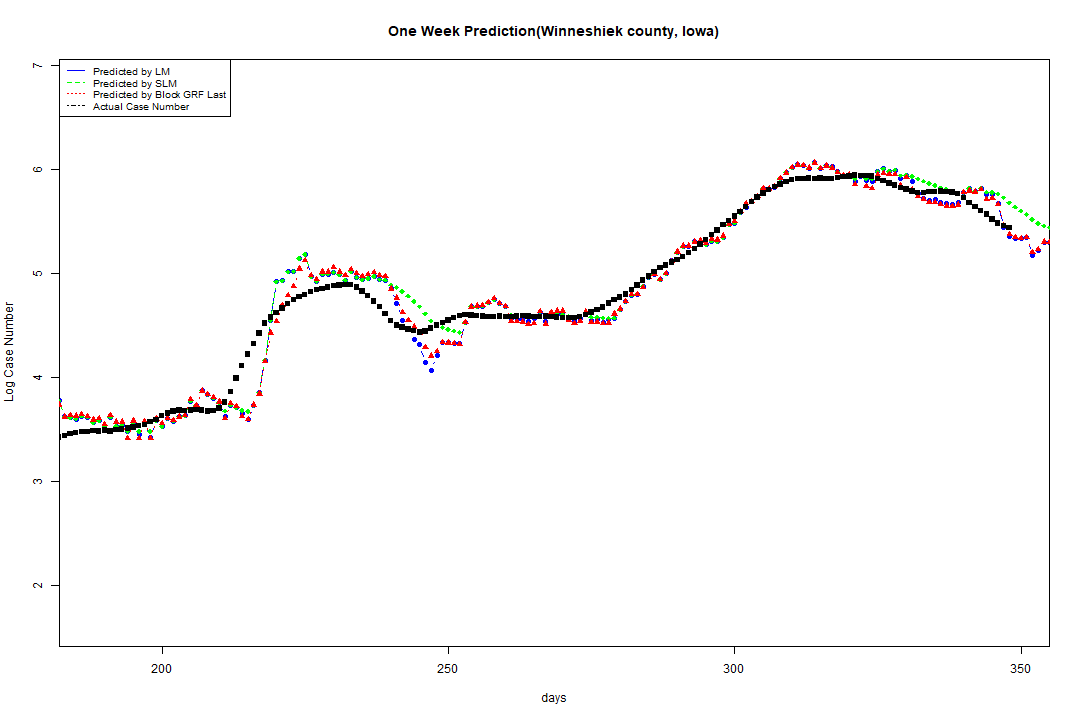 One Week Prediction(Winneshiek county, Iowa)
Predicted by LM
Predicted by SLM
Predicted by Block GRF Last
Actual Case Number
7
6
5
4
3
2
Log Case Number
200 250 300 350
days